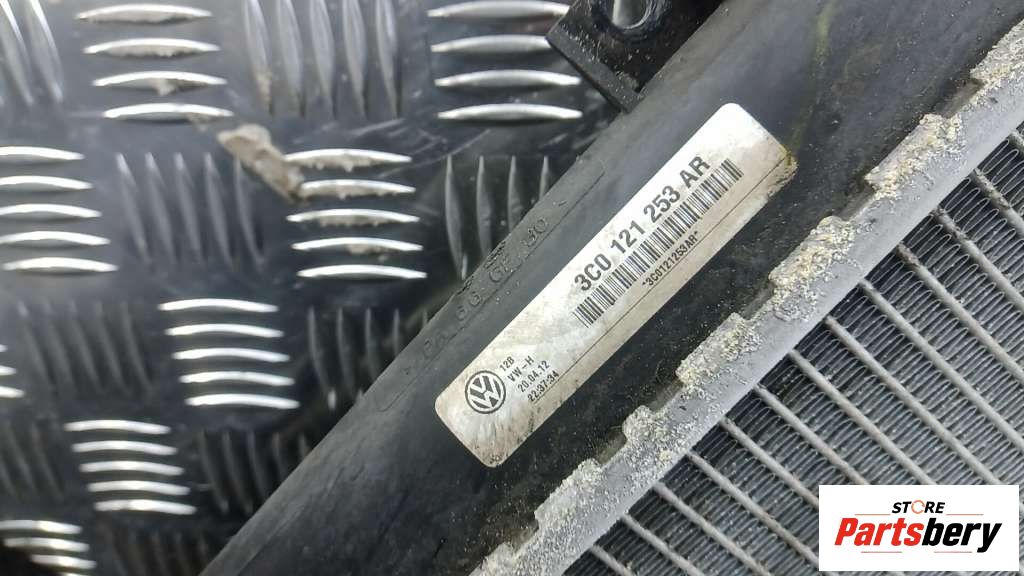 3C0 121 253 AR
*3C0121253AR*
128
VW-H
20.04.12
22:37:34
STORE
Partsbery